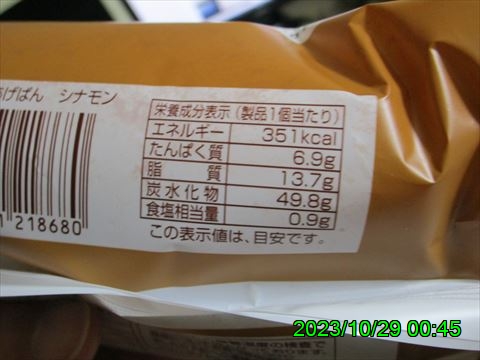 あげぱん シナモン
栄養成分表示(製品1個当たり)
エネルギー 351kcal
たんぱく質 6.9g
脂質 13.7g
炭水化物 49.8g
食塩相当量 0.9g
この表示値は、目安です。
218680
2023/10/29 00:45